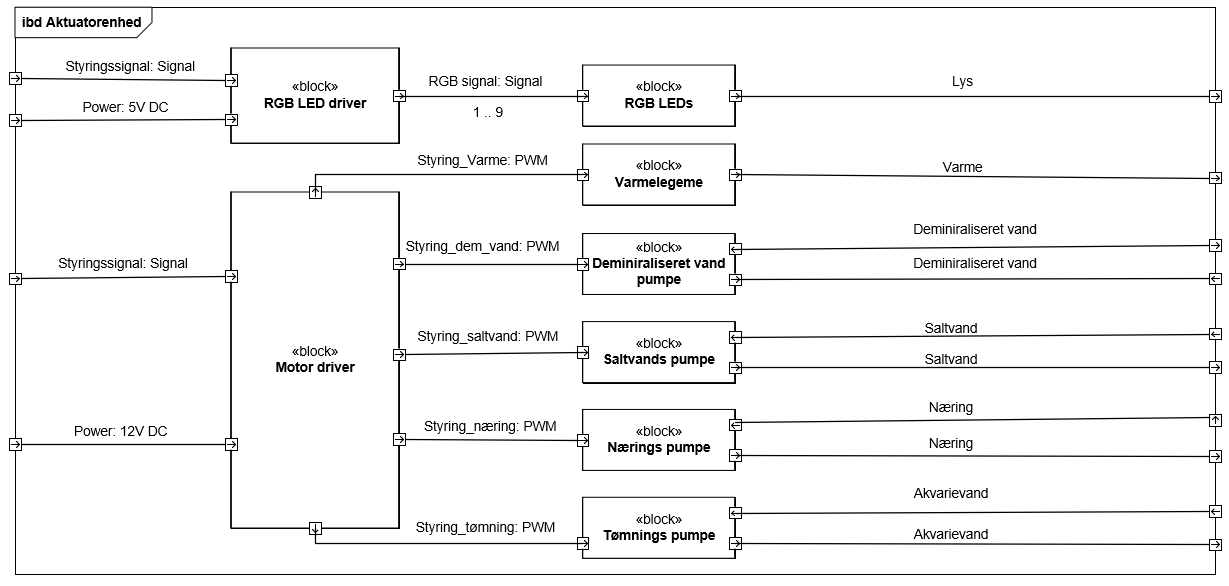 ibd Aktuatorenhed
Styringssignal: Signal
Power: 5V DC
«block»
RGB LED driver
RGB signal: Signal
1 .. 9
«block»
RGB LEDs
Lys
Styring_Varme: PWM
«block»
Varmelegeme
Varme
Styringssignal: Signal
Power: 12V DC
«block»
Motor driver
Styring_dem_vand: PWM
«block»
Deminiraliseret vand
pumpe
Deminiraliseret vand
Deminiraliseret vand
Styring_saltvand: PWM
«block»
Saltvands pumpe
Saltvand
Saltvand
Styring_næring: PWM
«block»
Nærings pumpe
Næring
Næring
Styring_tømning: PWM
«block»
Tømnings pumpe
Akvarievand
Akvarievand